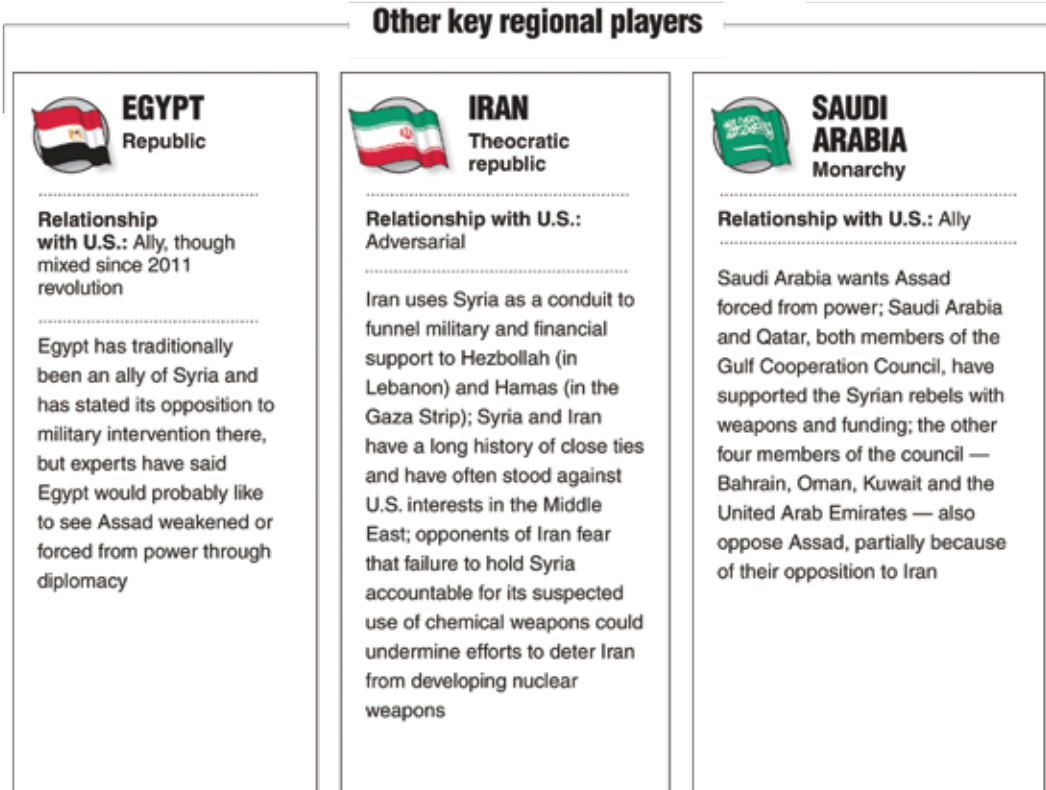 Other key regional players
EGYPT
Republic
Relationship
with U.S.: Ally, though
mixed since 2011
revolution
Egypt has traditionally
been an ally of Syria and
has stated its opposition to
military intervention there,
but experts have said
Egypt would probably like
to see Assad weakened or
forced from power through
diplomacy
IRAN
Theocratic
republic
Relationship with U.S.:
Adversarial
Iran uses Syria as a conduit to
funnel military and financial
support to Hezbollah (in
Lebanon) and Hamas (in the
Gaza Strip); Syria and Iran
have a long history of close ties
and have often stood against
U.S. interests in the Middle
East; opponents of Iran fear
that failure to hold Syria
accountable for its suspected
use of chemical weapons could
undermine efforts to deter Iran
from developing nuclear
weapons
SAUDI
ARABIA
Monarchy
Relationship with U.S.: Ally
Saudi Arabia wants Assad
forced from power; Saudi Arabia
and Qatar, both members of the
Gulf Cooperation Council, have
supported the Syrian rebels with
weapons and funding; the other
four members of the council —
Bahrain, Oman, Kuwait and the
United Arab Emirates — also
oppose Assad, partially because
of their opposition to Iran